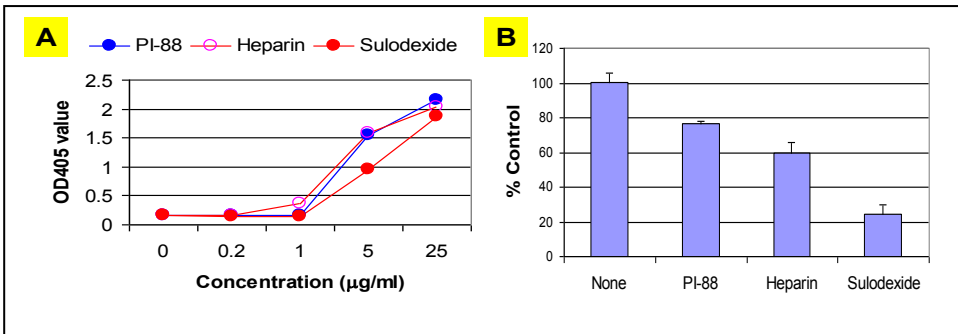 A
PI-88 Heparin Sulodexide
OD405 value
2.5
2
1.5
1
0.5
0
0 0.2 1 5 25
Concentration (µg/ml)
B
% Control
120
100
80
60
40
20
0
None PI-88 Heparin Sulodexide